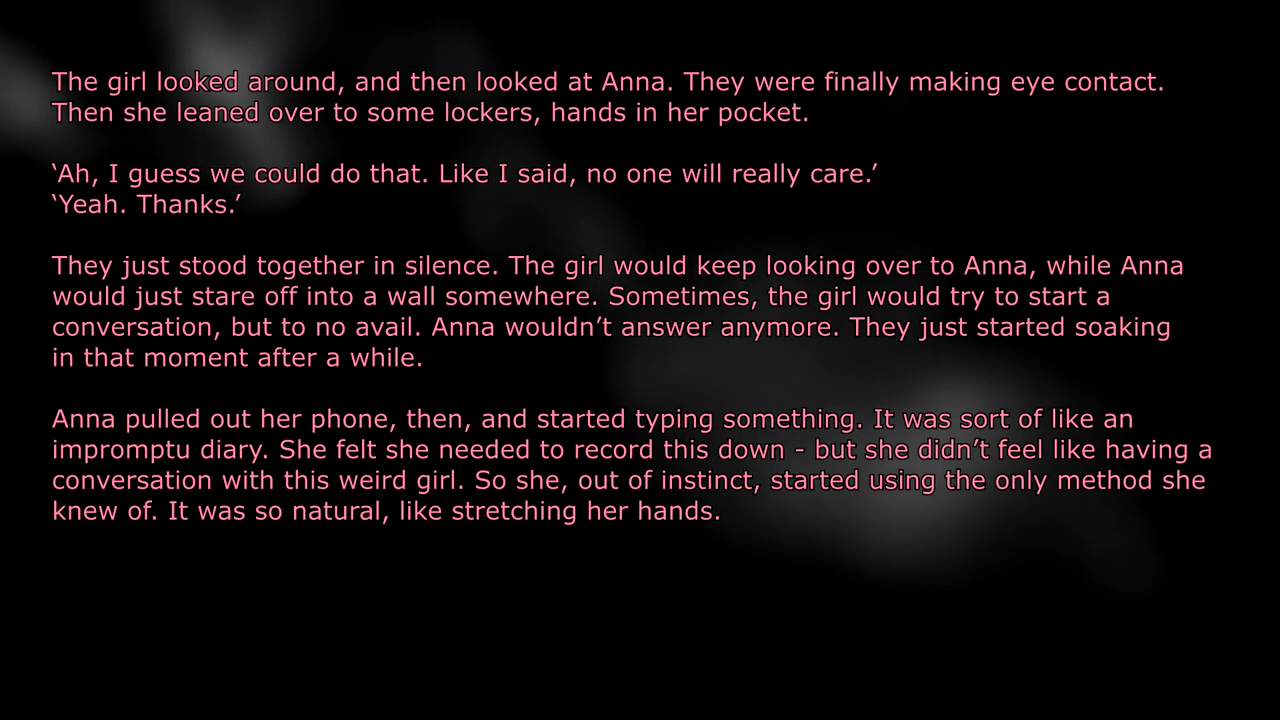 The girl looked around, and then looked at Anna. They were finally making eye contact.
Then she leaned over to some lockers, hands in her pocket.
‘Ah, I guess we could do that. Like I said, no one will really care.’
‘Yeah. Thanks.’
They just stood together in silence. The girl would keep looking over to Anna, while Anna
would just stare off into a wall somewhere. Sometimes, the girl would try to start a
conversation, but to no avail. Anna wouldn’t answer anymore. They just started soaking
in that moment after a while.
Anna pulled out her phone, then, and started typing something. It was sort of like an
impromptu diary. She felt she needed to record this down - but she didn’t feel like having a
conversation with this weird girl. So she, out of instinct, started using the only method she
knew of. It was so natural, like stretching her hands.